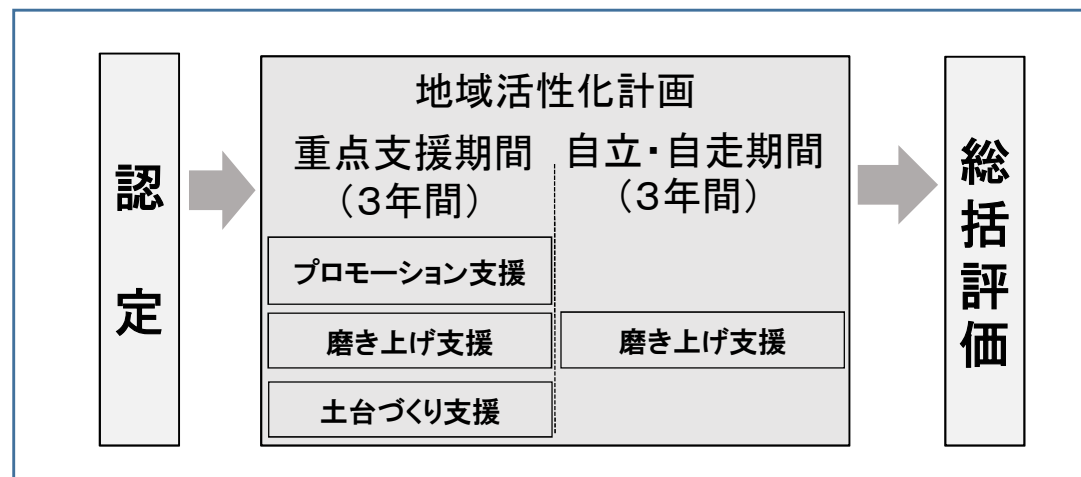 認定
地域活性化計画
重点支援期間
（3年間）
プロモーション支援
磨き上げ支援
土台づくり支援
自立・自走期間
（3年間）
磨き上げ支援
総括評価